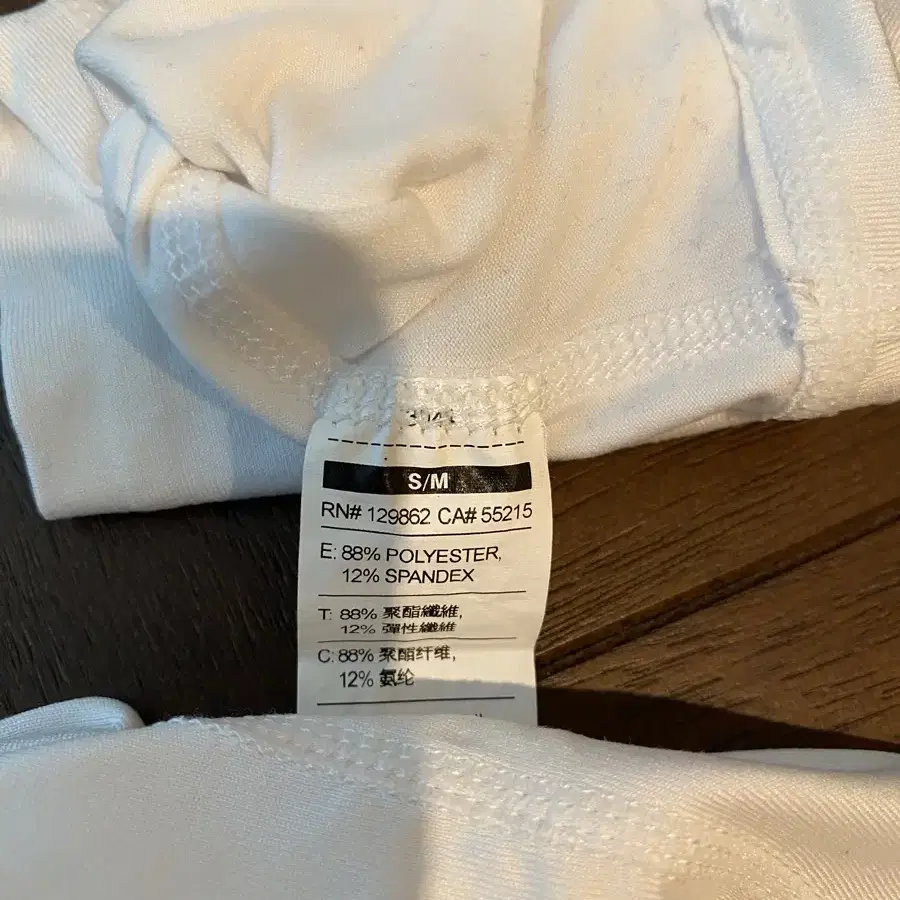 S/M
RN# 129862 CA# 55215
E: 88% POLYESTER,
12% SPANDEX
T: 88% 聚酯纖維,
12% 彈性纖維
C: 88% 聚酯纤维,
12% 氨纶